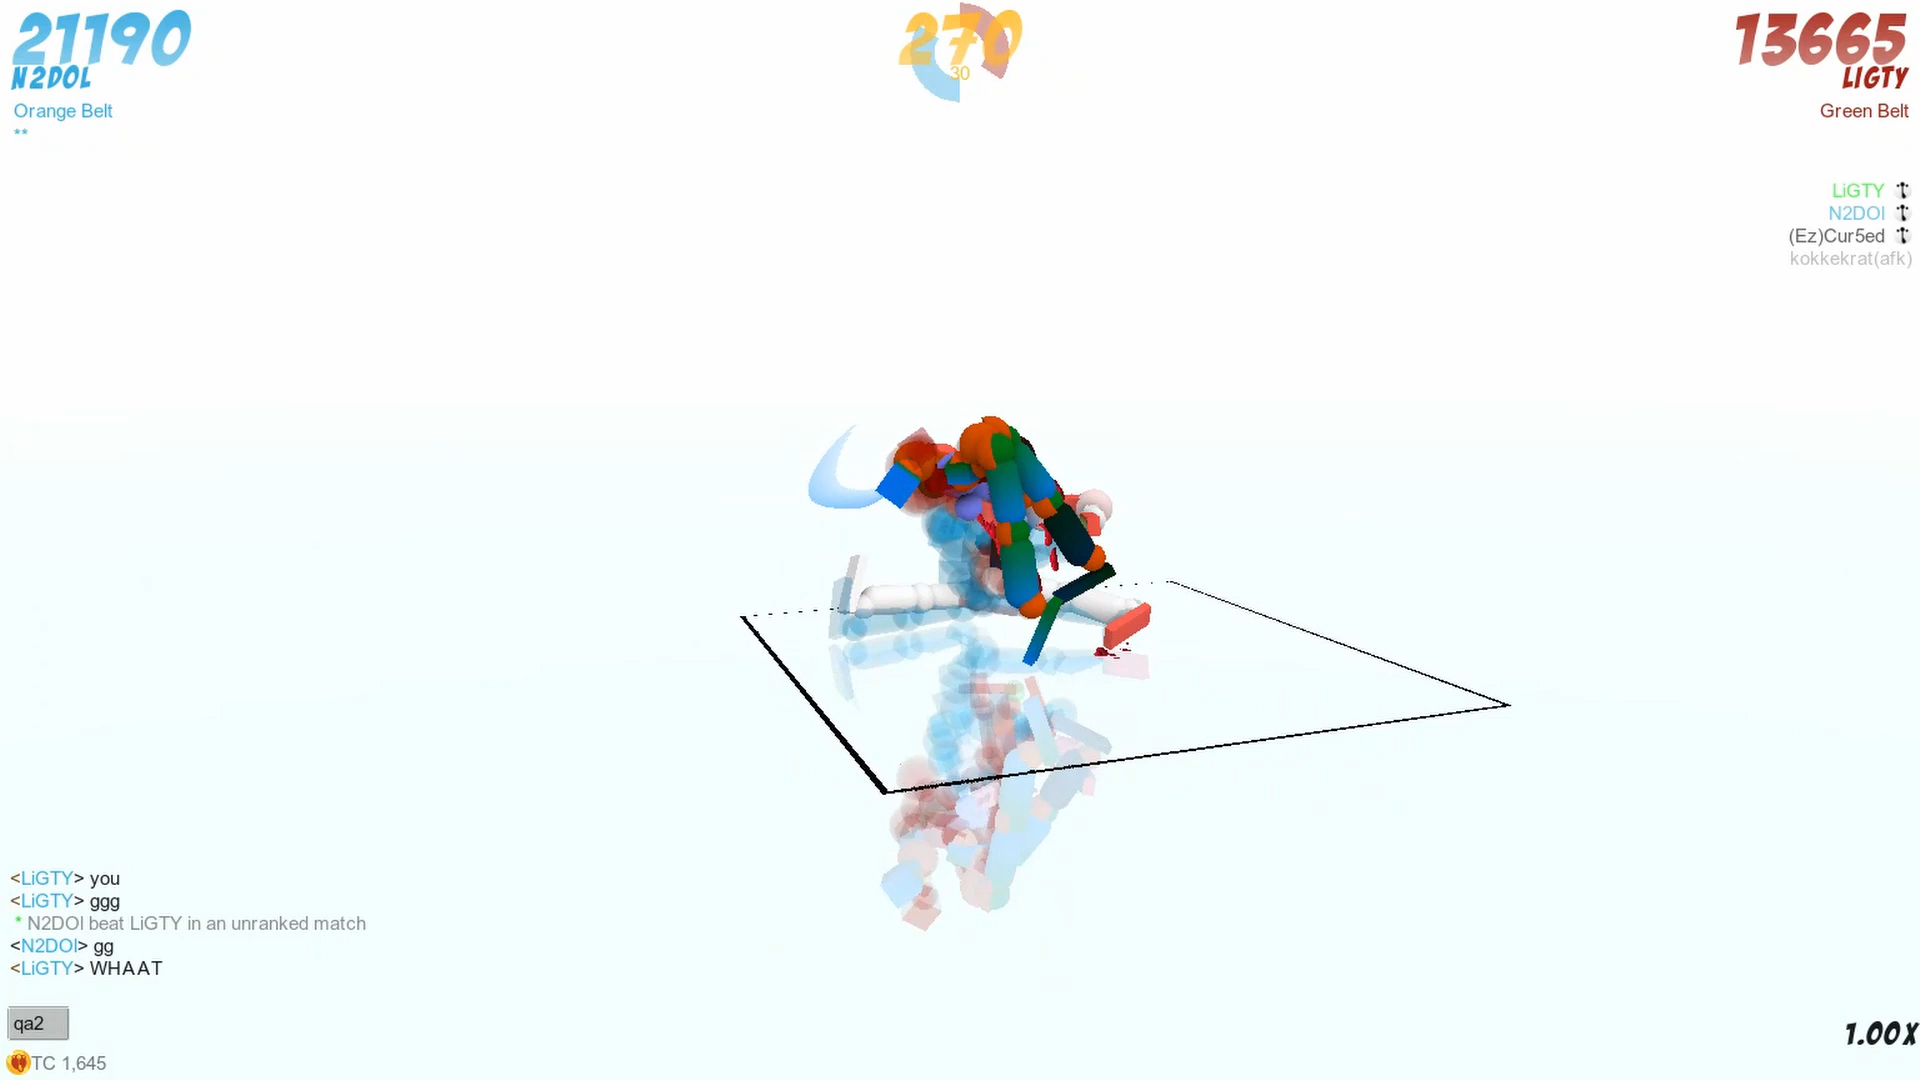 21190
N2DOL
Orange Belt
**
270
30
13665
LIGTY
Green Belt
LiGTY
N2DOl
(Ez)Cur5ed
kokkekrat(afk)
<LiGTY> you
<LiGTY> ggg
* N2DOl beat LiGTY in an unranked match
<N2DOl> gg
<LiGTY> WHAAT
qa2
TC 1,645
1.00X